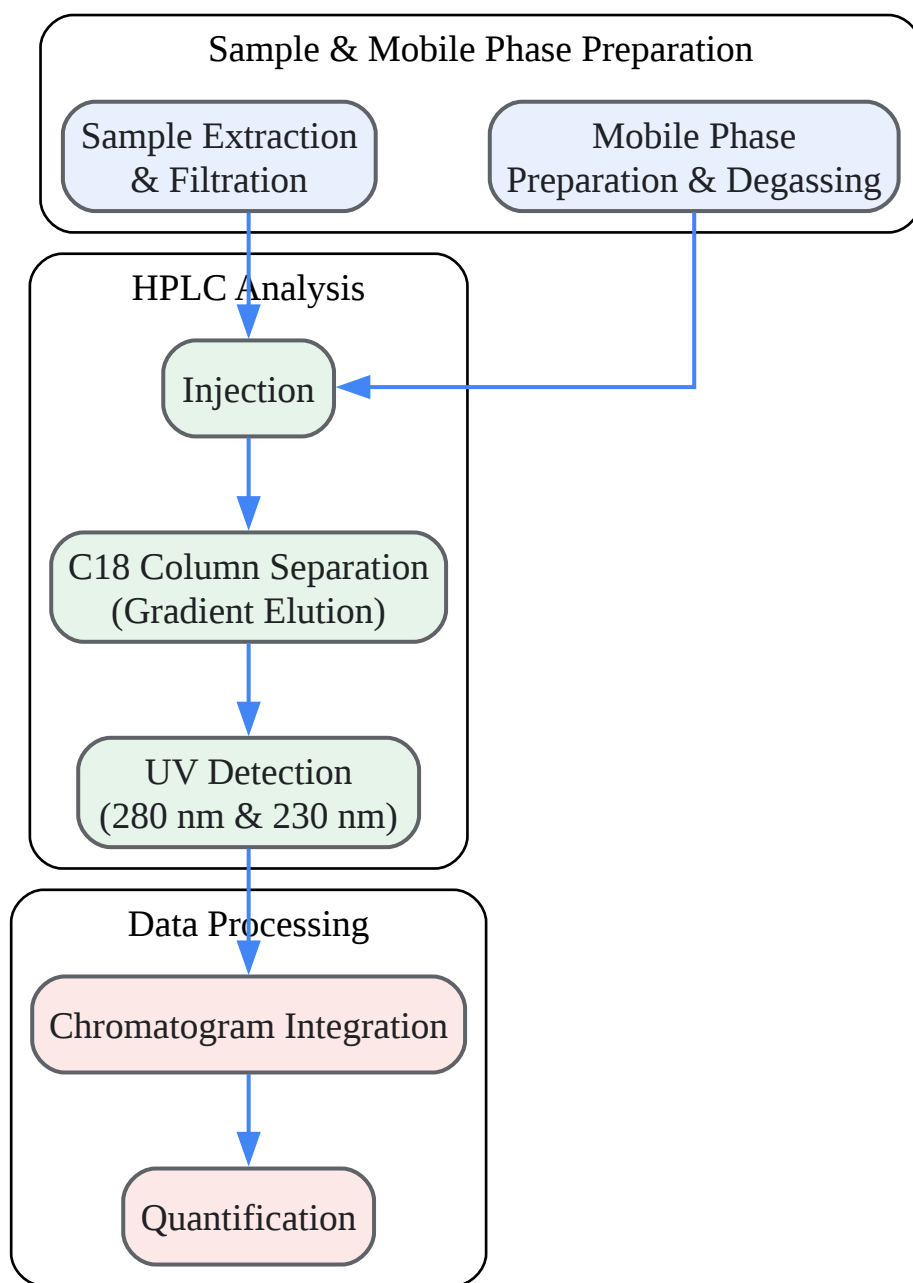 Sample & Mobile Phase Preparation
Sample Extraction
& Filtration
Mobile Phase
Preparation & Degassing
HPLC Analysis
Injection
C18 Column Separation
(Gradient Elution)
UV Detection
(280 nm & 230 nm)
Data Processing
Chromatogram Integration
Quantification